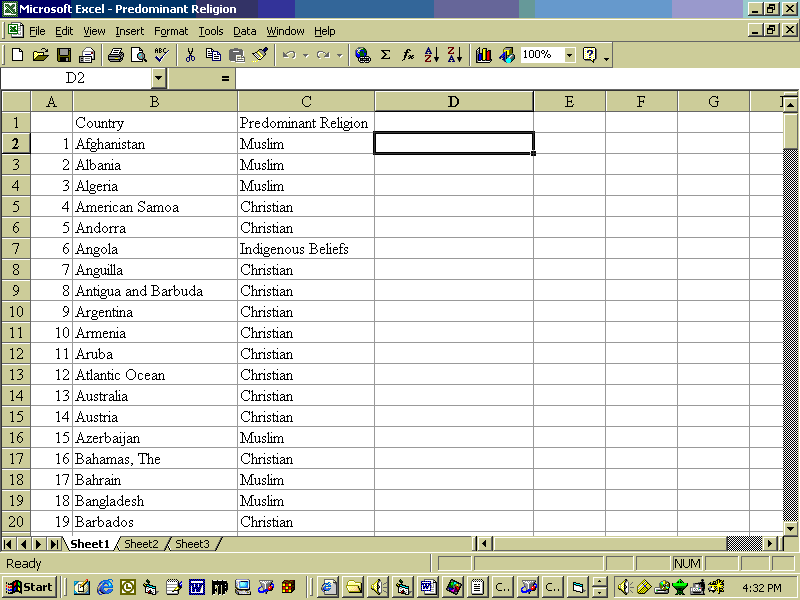 Microsoft Excel - Predominant Religion
File Edit View Insert Format Tools Data Window Help
100%
D2 =
A B C D E F G
1 Country Predominant Religion
2 1 Afghanistan Muslim
3 2 Albania Muslim
4 3 Algeria Muslim
5 4 American Samoa Christian
6 5 Andorra Christian
7 6 Angola Indigenous Beliefs
8 7 Anguilla Christian
9 8 Antigua and Barbuda Christian
10 9 Argentina Christian
11 10 Armenia Christian
12 11 Aruba Christian
13 12 Atlantic Ocean Christian
14 13 Australia Christian
15 14 Austria Christian
16 15 Azerbaijan Muslim
17 16 Bahamas, The Christian
18 17 Bahrain Muslim
19 18 Bangladesh Muslim
20 19 Barbados Christian
Sheet1 Sheet2 Sheet3
Ready NUM
Start C.. C.. 4:32 PM